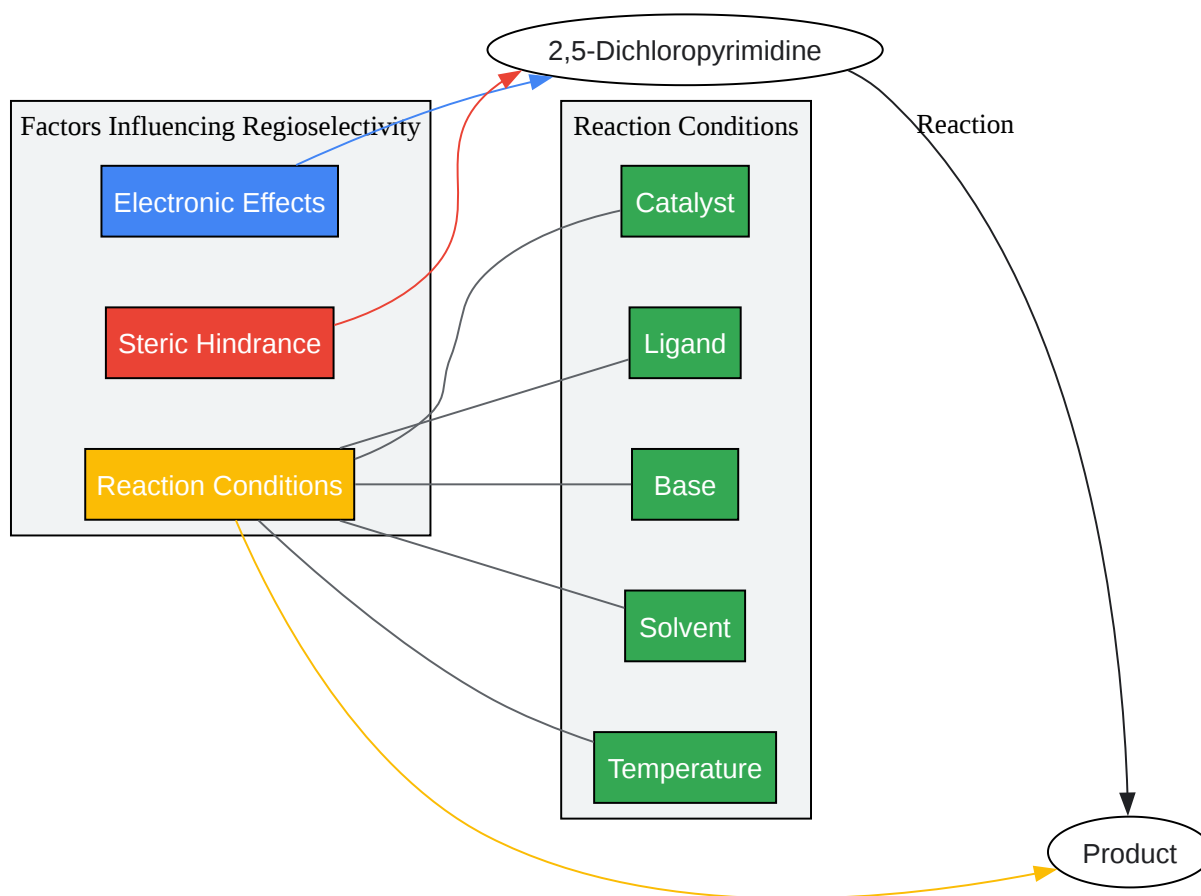 2,5-Dichloropyrimidine
Factors Influencing Regioselectivity
Reaction Conditions
Reaction
Electronic Effects
Catalyst
Steric Hindrance
Ligand
Reaction Conditions
Base
Solvent
Temperature
Product